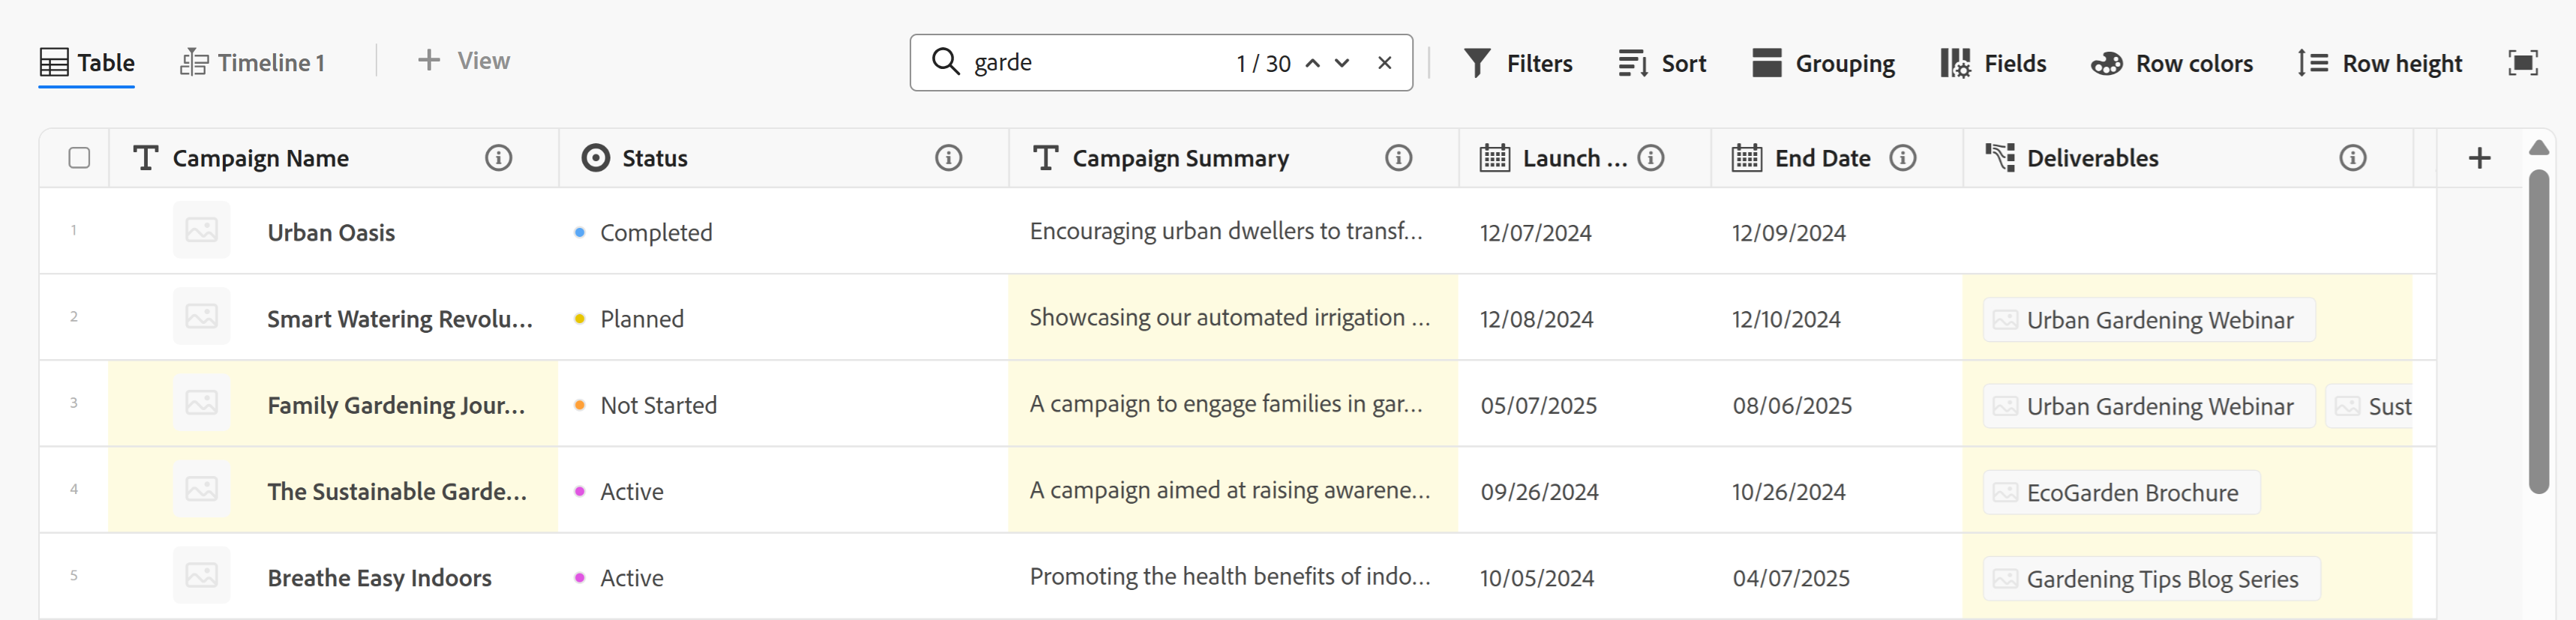 Table Timeline 1 + View garde 1 / 30 Filters Sort Grouping Fields Row colors Row height
Campaign Name Status Campaign Summary Launch ... End Date Deliverables
1 Urban Oasis Completed Encouraging urban dwellers to transf... 12/07/2024 12/09/2024
2 Smart Watering Revolu... Planned Showcasing our automated irrigation ... 12/08/2024 12/10/2024 Urban Gardening Webinar
3 Family Gardening Jour... Not Started A campaign to engage families in gar... 05/07/2025 08/06/2025 Urban Gardening Webinar Sust
4 The Sustainable Garde... Active A campaign aimed at raising awarene... 09/26/2024 10/26/2024 EcoGarden Brochure
5 Breathe Easy Indoors Active Promoting the health benefits of indo... 10/05/2024 04/07/2025 Gardening Tips Blog Series